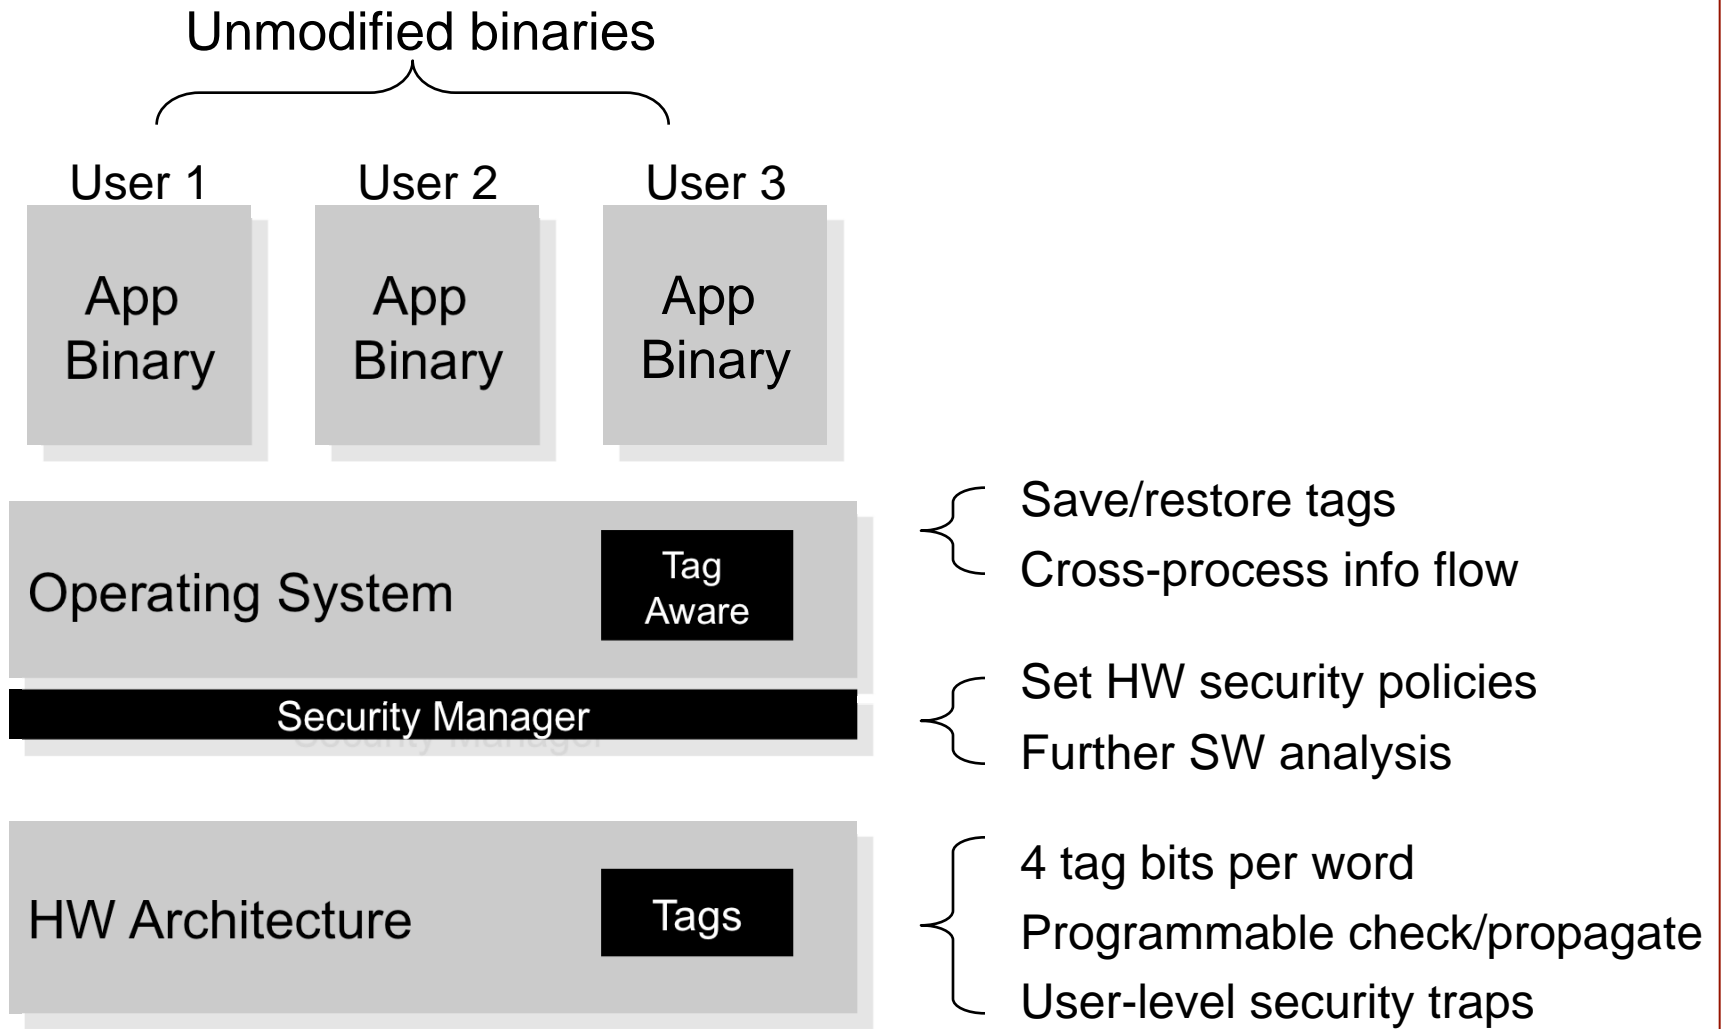 Unmodified binaries
User 1 User 2 User 3
App App App
Binary Binary Binary
Save/restore tags
Cross-process info flow
Operating System
Tag
Aware
Set HW security policies
Further SW analysis
Security Manager
4 tag bits per word
Programmable check/propagate
User-level security traps
HW Architecture
Tags